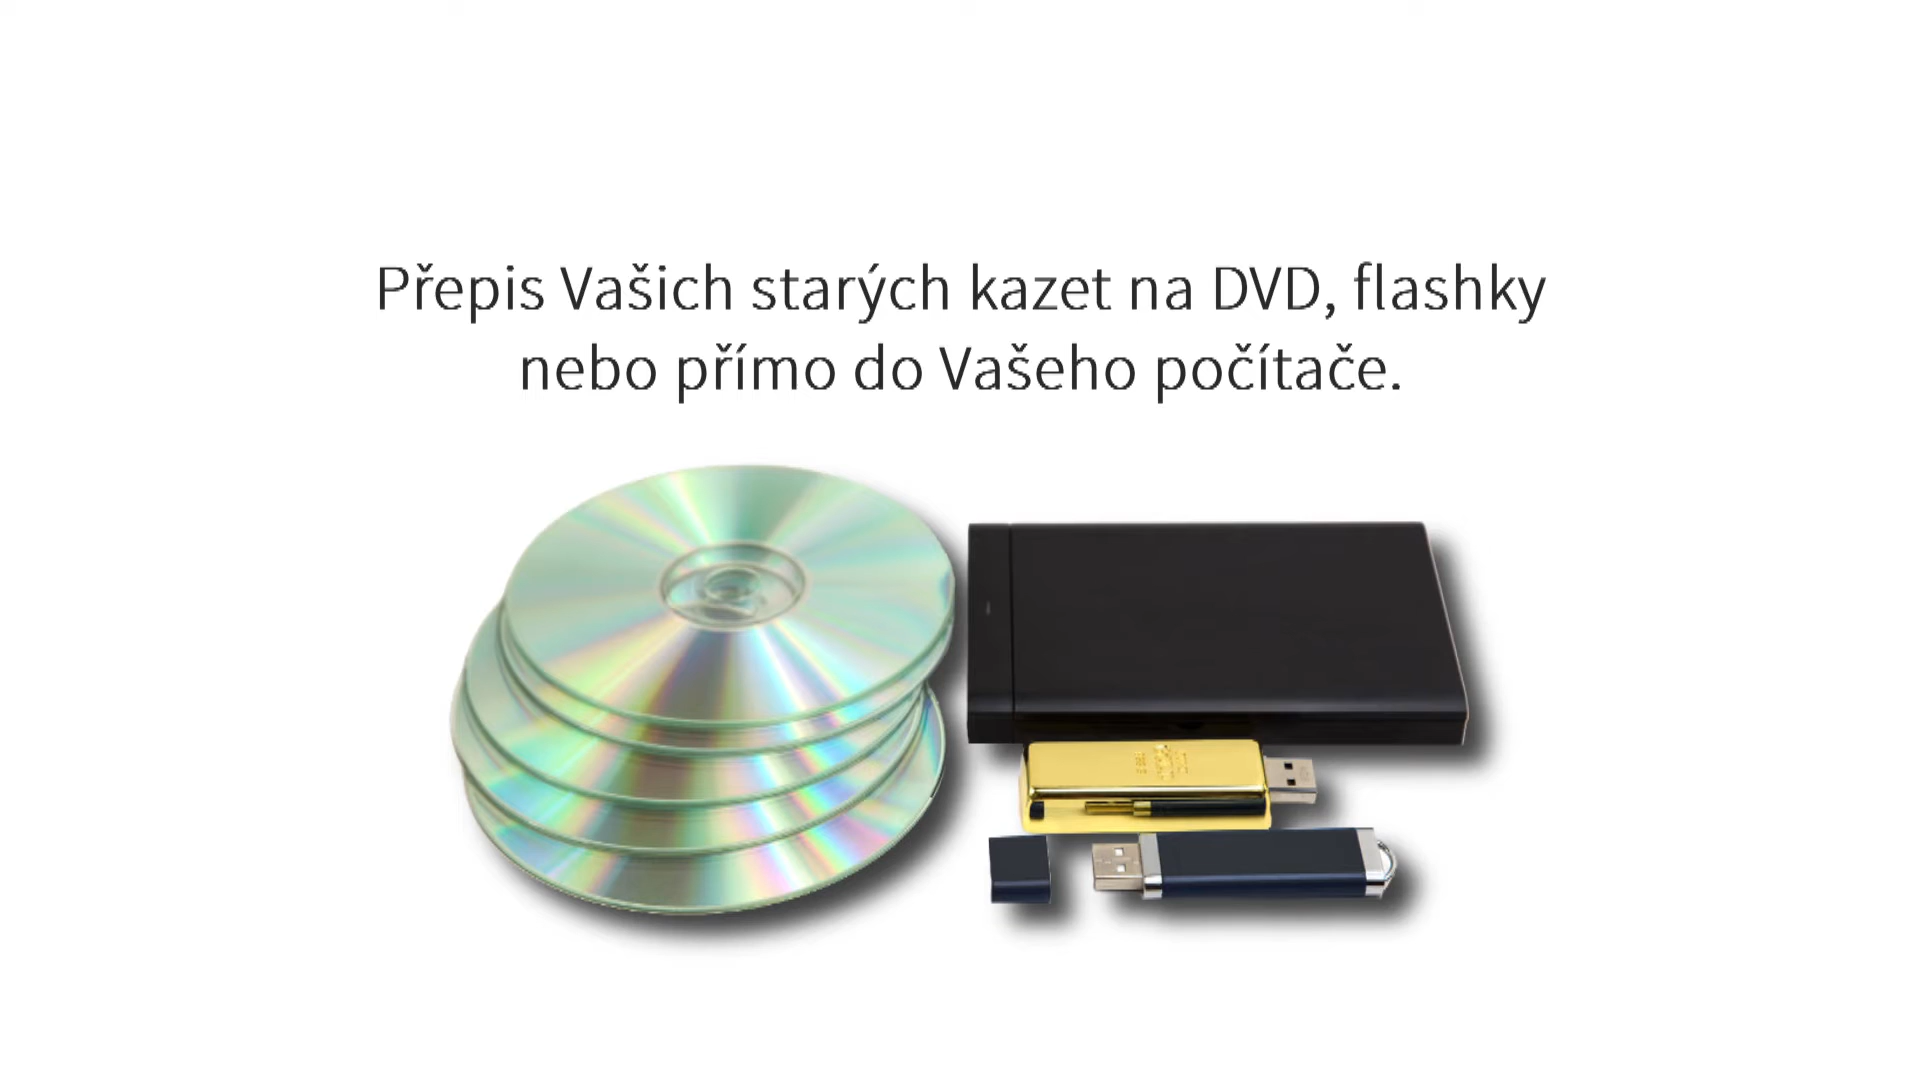 Přepis Vašich starých kazet na DVD, flashky
nebo přímo do Vašeho počítače.